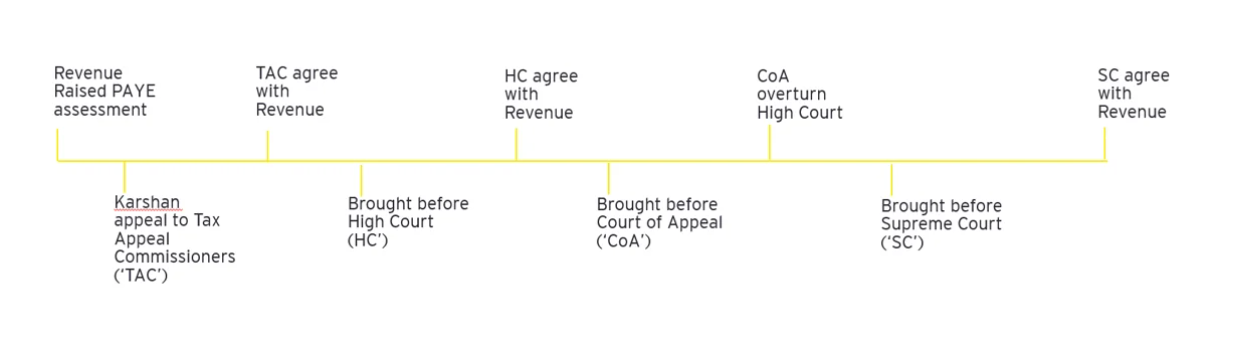 Revenue
Raised PAYE
assessment
TAC agree
with
Revenue
HC agree
with
Revenue
CoA
overturn
High Court
SC agree
with
Revenue
Karshan
appeal to Tax
Appeal
Commissioners
(‘TAC’)
Brought before
High Court
(HC’)
Brought before
Court of Appeal
(‘CoA’)
Brought before
Supreme Court
(‘SC’)